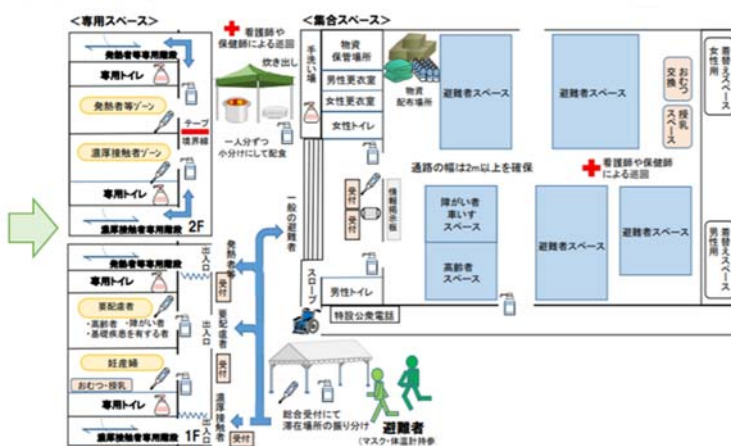 ＜専用スペース＞
発熱者等専用階段
専用トイレ
発熱者等ゾーン
濃厚接触者ゾーン
専用トイレ
濃厚接触者専用階段
2F
テープ
境界線
看護師や
保健師による巡回
炊き出し
一人分ずつ
小分けにして配食
発熱者等専用階段
専用トイレ
要配慮者
・高齢者 ・障がい者
・基礎疾患を有する者
妊産婦
おむつ・授乳
専用トイレ
濃厚接触者専用階段
1F
出入口
出入口
出入口
発熱者等
受付
要配慮者
受付
濃厚接触者
受付
一般の避難者
＜集合スペース＞
手洗い場
物資
保管場所
男性更衣室
女性更衣室
女性トイレ
物資
配布場所
避難者スペース
避難者スペース
おむつ
交換
授乳
スペース
女性用
着替えスペース
通路の幅は2m以上を確保
看護師や保健師
による巡回
受付
受付
情報掲示板
障がい者
車いす
スペース
高齢者
スペース
避難者スペース
避難者スペース
男性用
着替えスペース
スロープ
男性トイレ
特設公衆電話
総合受付にて
滞在場所の振り分け
避難者
（マスク・体温計持参